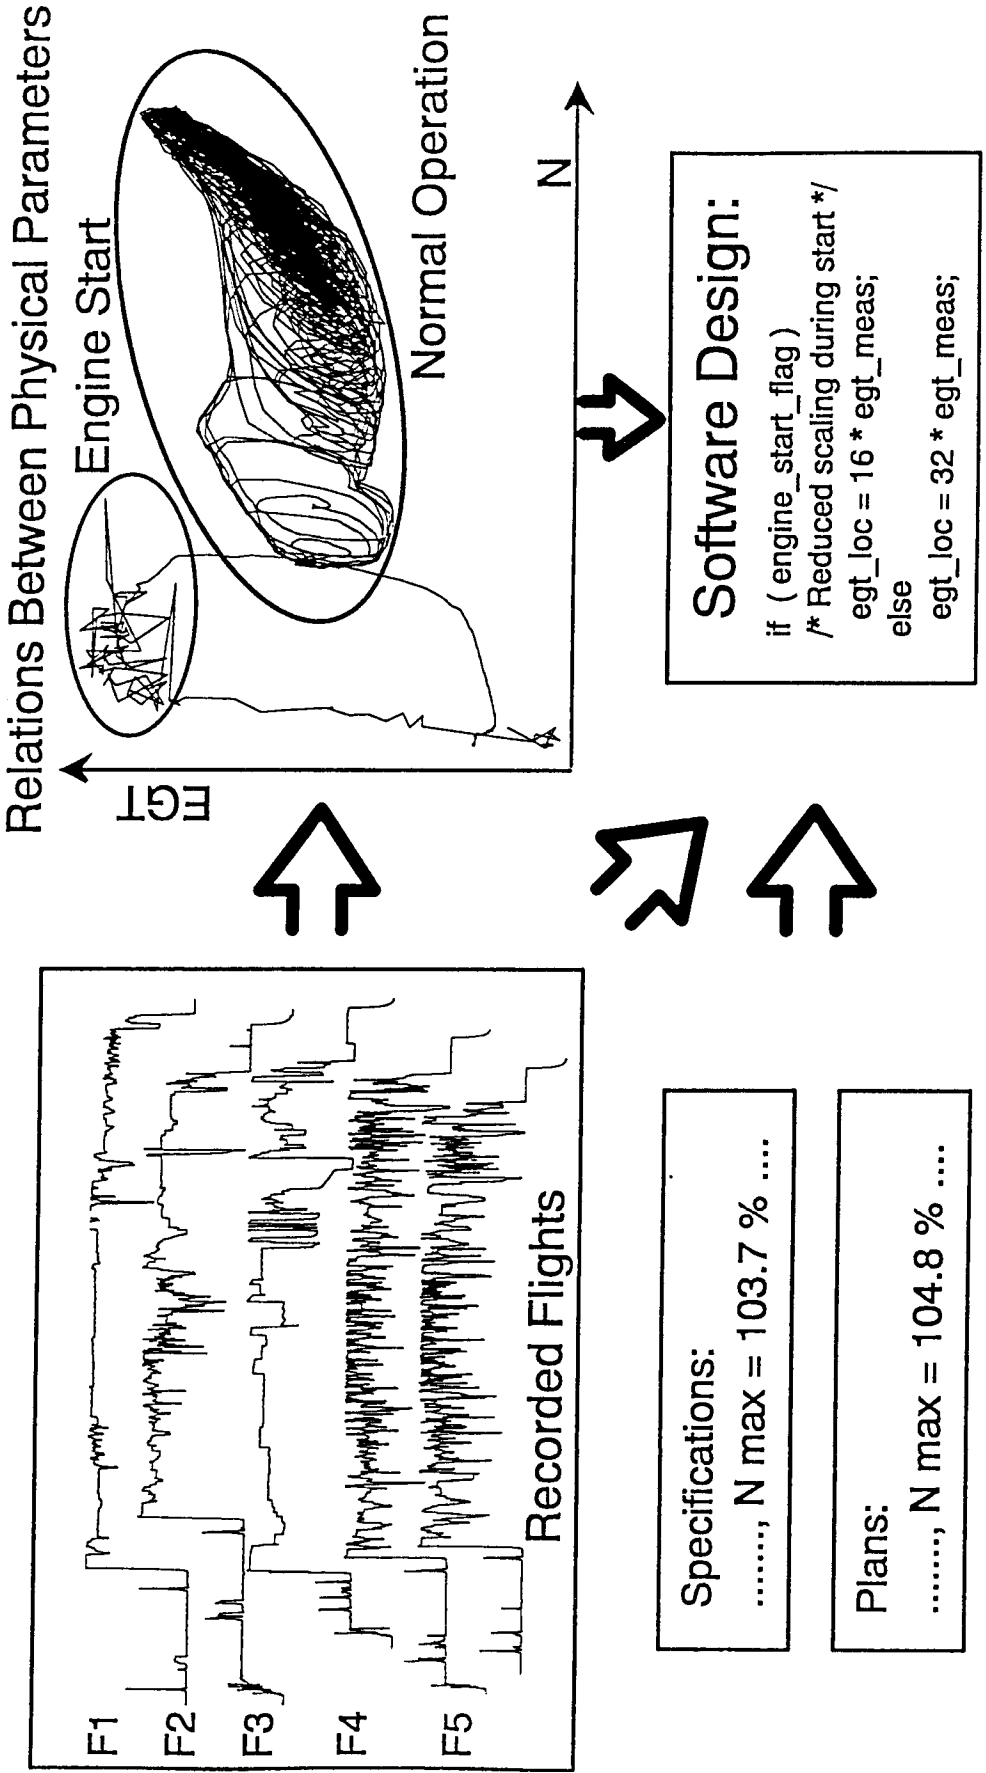 Relations Between Physical Parameters
F1
F2
F3
F4
F5
Recorded Flights
EGT
Engine Start
Normal Operation
N
Specifications:
......., N max = 103.7 % ....
Plans:
......., N max = 104.8 % ....
Software Design:
if ( engine_start_flag )
/* Reduced scaling during start */
egt_loc = 16 * egt_meas;
else
egt_loc = 32 * egt_meas;